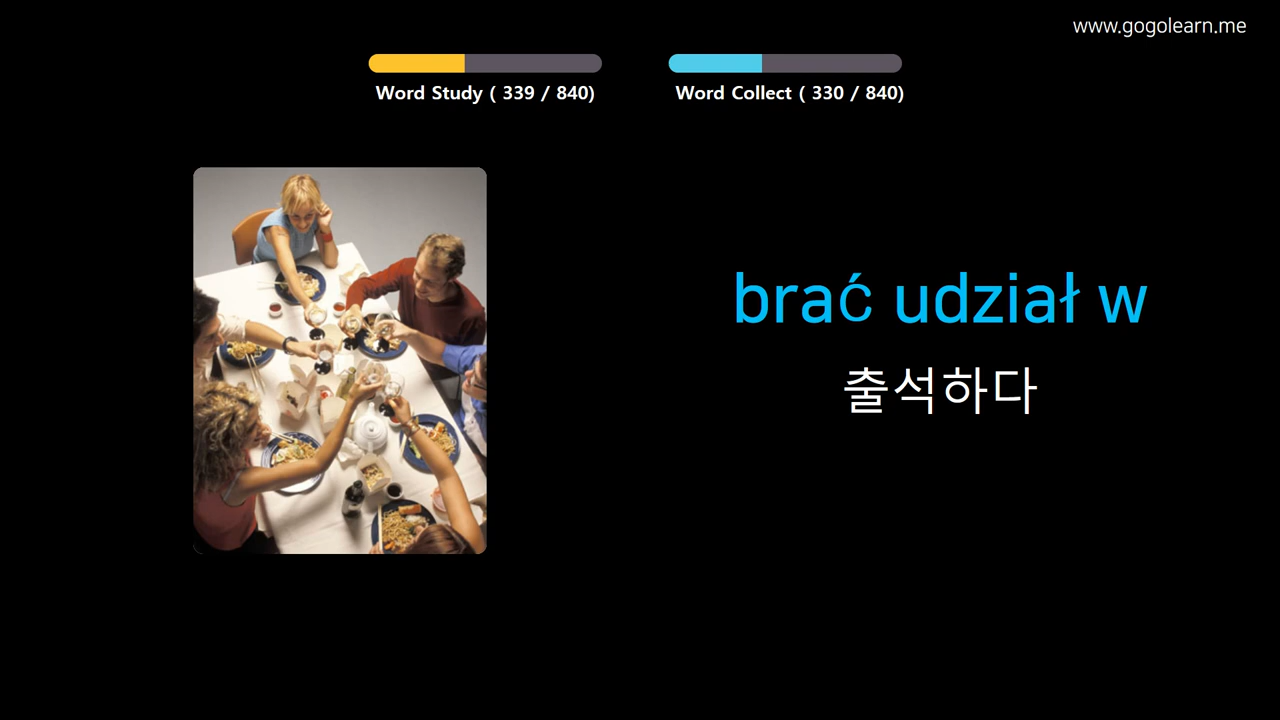 www.gogolearn.me
Word Study ( 339 / 840)
Word Collect ( 330 / 840)
brać udział w
출석하다